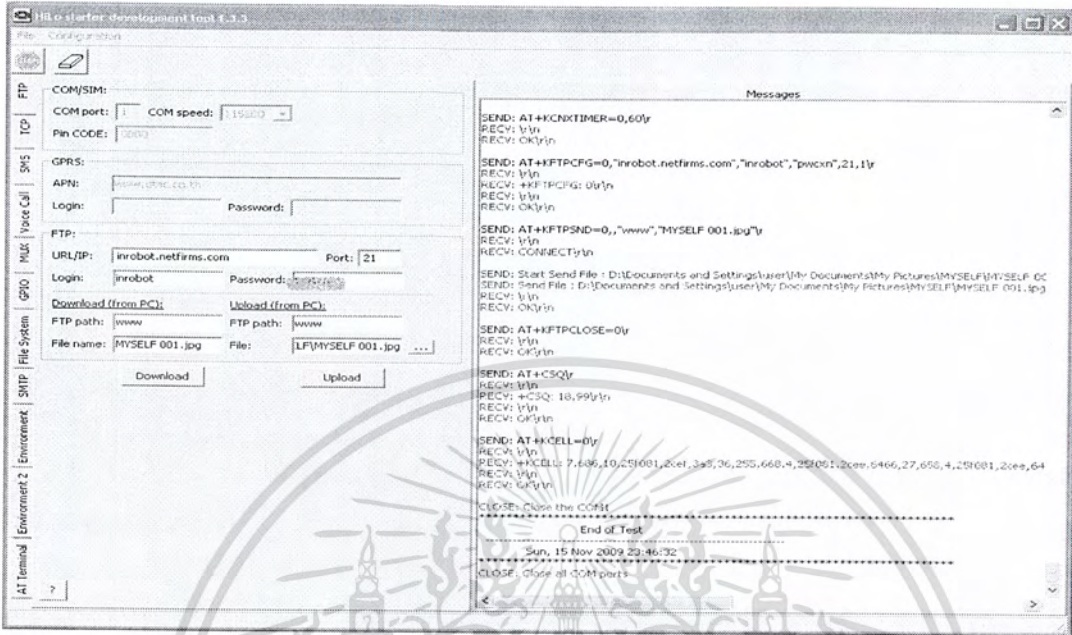 HiLo starter development tool
File Configuration
FTP
TCP
SMS
Voice Call
MUX
GPIO
File System
SMTP
Environment
Environment 2
AT Terminal
COM/SIM:
COM port: 1 COM speed: 115200
Pin CODE: 0000
GPRS:
APN:
Login: Password:
FTP:
URL/IP: inrobot.netfirms.com Port: 21
Login: inrobot Password:
Download (from PC): Upload (from PC):
FTP path: www FTP path: www
File name: MYSELF 001.jpg File: LF\MYSELF 001.jpg ...
Download Upload
?
Messages
SEND: AT+KCNXTIMER=0,60\r
RECV: \r\n
RECV: OK\r\n
SEND: AT+KFTPCFG=0,"inrobot.netfirms.com","inrobot","pwcxn",21,1\r
RECV: \r\n
RECV: +KFTPCFG: 0\r\n
RECV: \r\n
RECV: OK\r\n
SEND: AT+KFTPSND=0,,"www","MYSELF 001.jpg"\r
RECV: \r\n
RECV: CONNECT\r\n
SEND: Start Send File : D:\Documents and Settings\user\My Documents\My Pictures\MYSELF\MYSELF 00
SEND: Send File : D:\Documents and Settings\user\My Documents\My Pictures\MYSELF\MYSELF 001.jpg
RECV: \r\n
RECV: OK\r\n
SEND: AT+KFTPCLOSE=0\r
RECV: \r\n
RECV: OK\r\n
SEND: AT+CSQ\r
RECV: \r\n
RECV: +CSQ: 18,99\r\n
RECV: \r\n
RECV: OK\r\n
SEND: AT+KCELL=0\r
RECV: \r\n
RECV: +KCELL:
RECV: OK\r\n
CLOSE: Close the COM1
End of Test
Sun, 15 Nov 2009 23:46:32
CLOSE: Close all COM ports